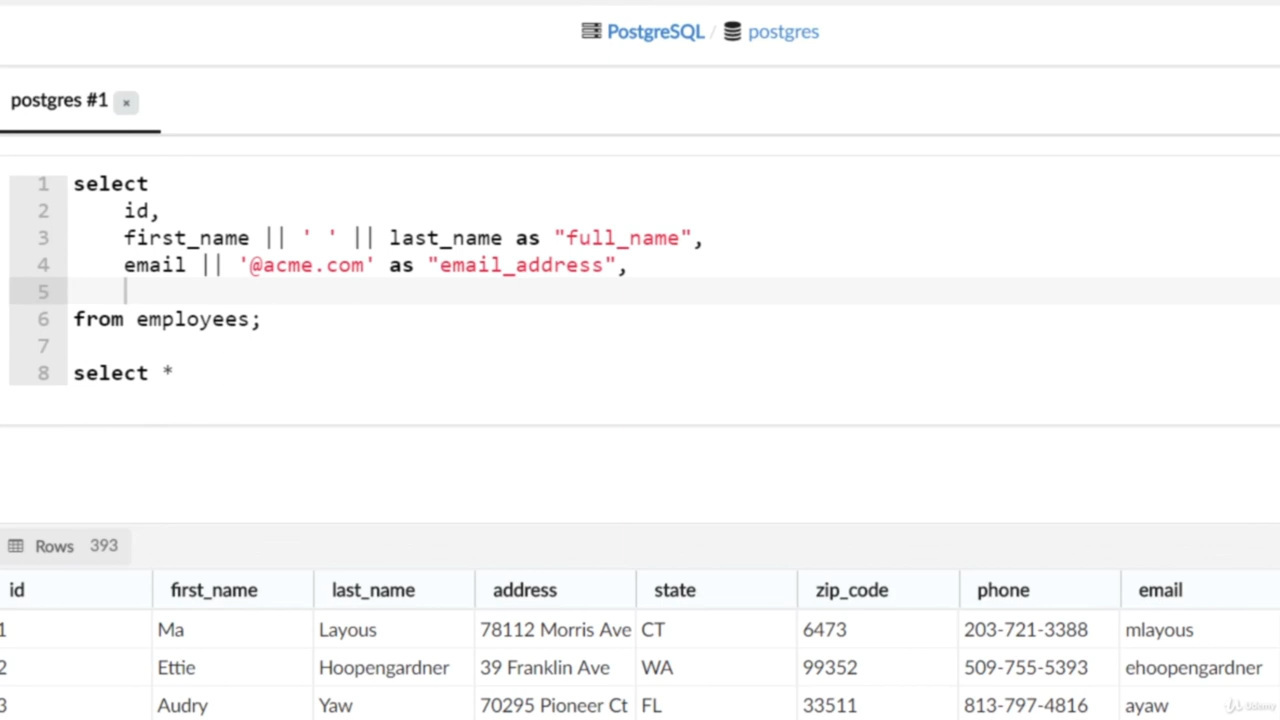 PostgreSQL / postgres
postgres #1 ×
1 select
2 id,
3 first_name || ' ' || last_name as "full_name",
4 email || '@acme.com' as "email_address",
5
6 from employees;
7
8 select *
Rows 393
id first_name last_name address state zip_code phone email
1 Ma Layous 78112 Morris Ave CT 6473 203-721-3388 mlayous
2 Ettie Hoopengardner 39 Franklin Ave WA 99352 509-755-5393 ehoopengardner
3 Audry Yaw 70295 Pioneer Ct FL 33511 813-797-4816 ayaw
Udemy